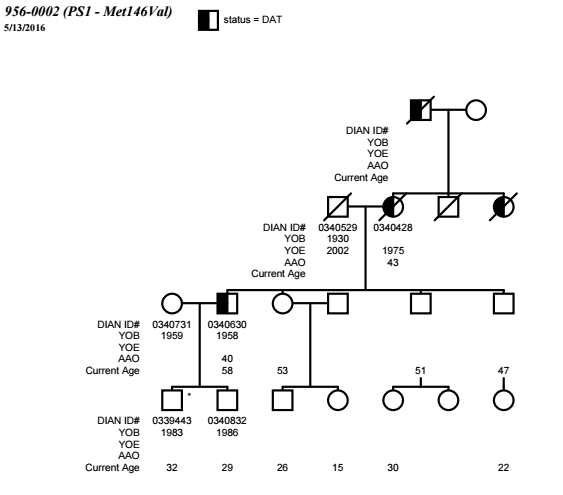 956-0002 (PS1 - Met146Val)
5/13/2016
status = DAT
DIAN ID#
YOB
YOE
AAO
Current Age
DIAN ID# 0340529 0340428
YOB 1930
YOE 2002 1975
AAO 43
Current Age
DIAN ID# 0340731 0340630
YOB 1959 1958
YOE
AAO 40
Current Age 58 53 51 47
*
DIAN ID# 0339443 0340832
YOB 1983 1986
YOE
AAO
Current Age 32 29 26 15 30 22